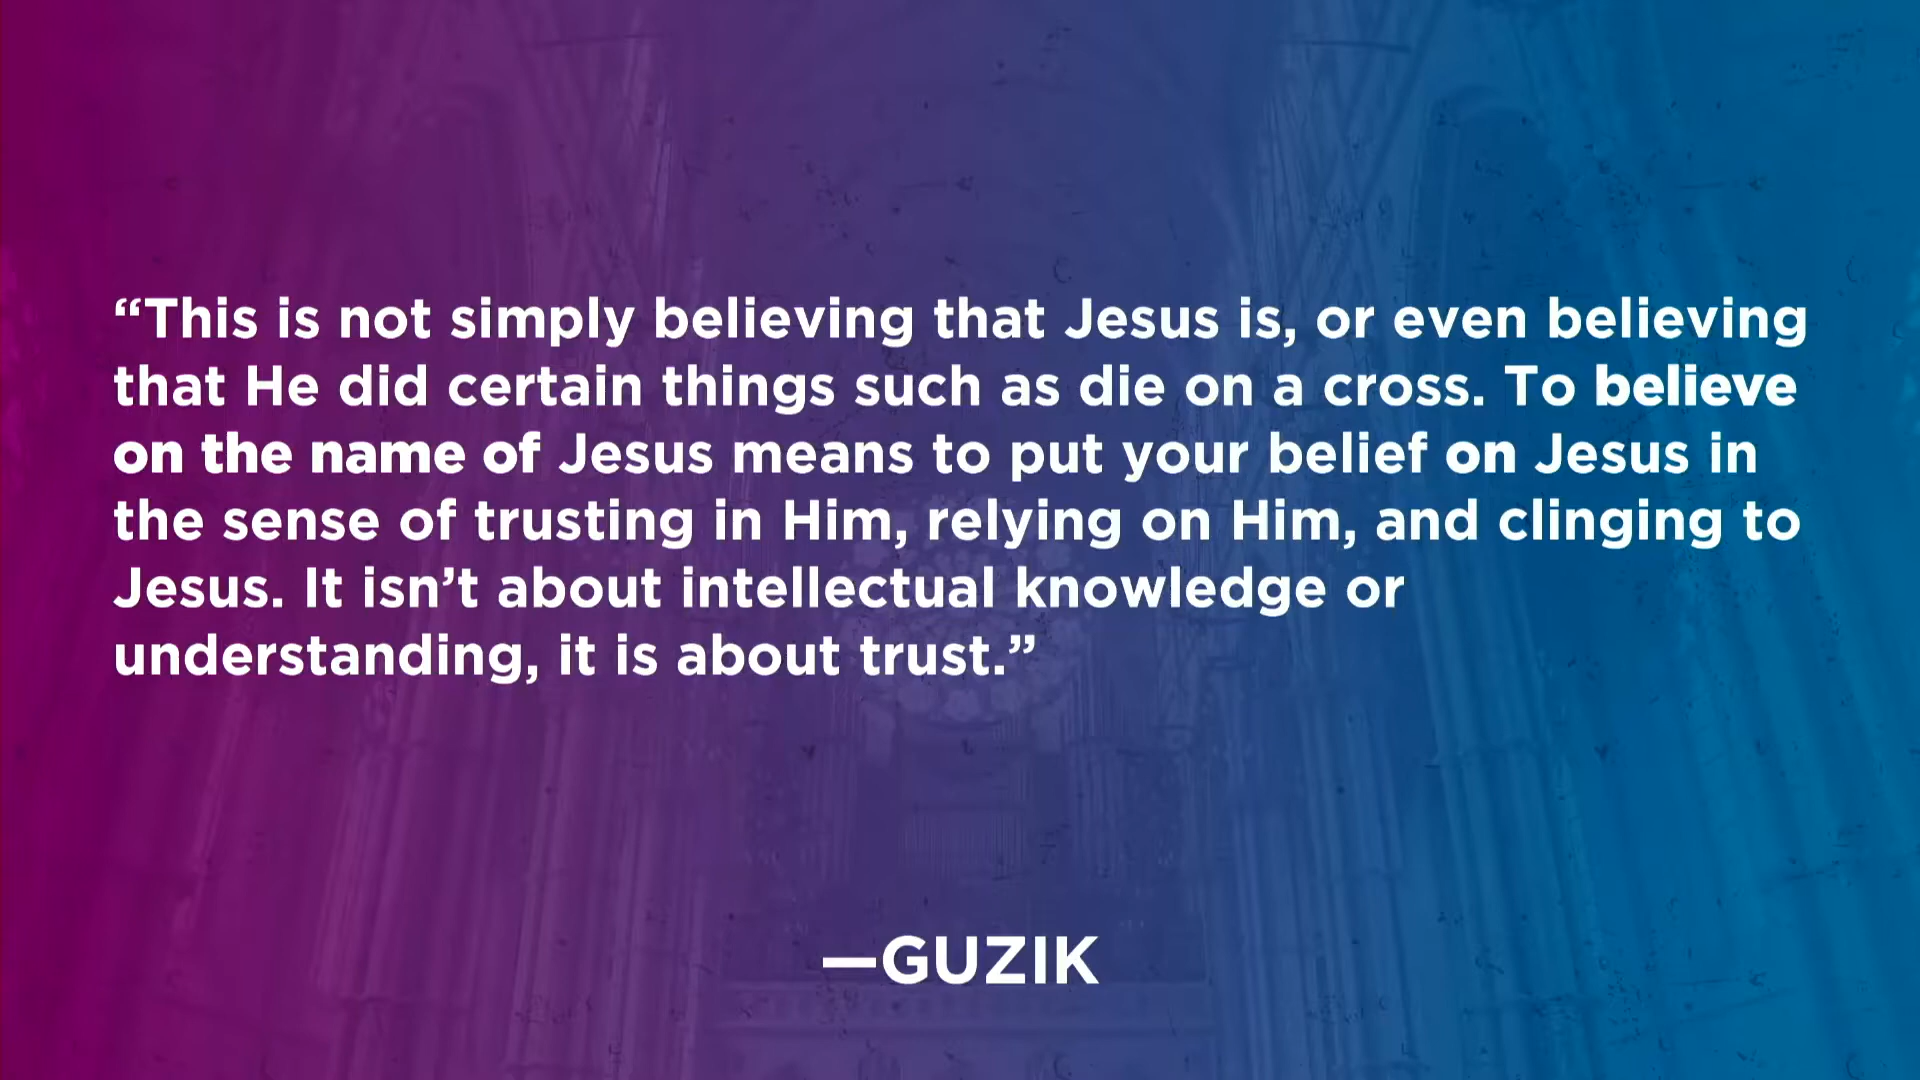 “This is not simply believing that Jesus is, or even believing
that He did certain things such as die on a cross. To believe
on the name of Jesus means to put your belief on Jesus in
the sense of trusting in Him, relying on Him, and clinging to
Jesus. It isn’t about intellectual knowledge or
understanding, it is about trust.”
—GUZIK